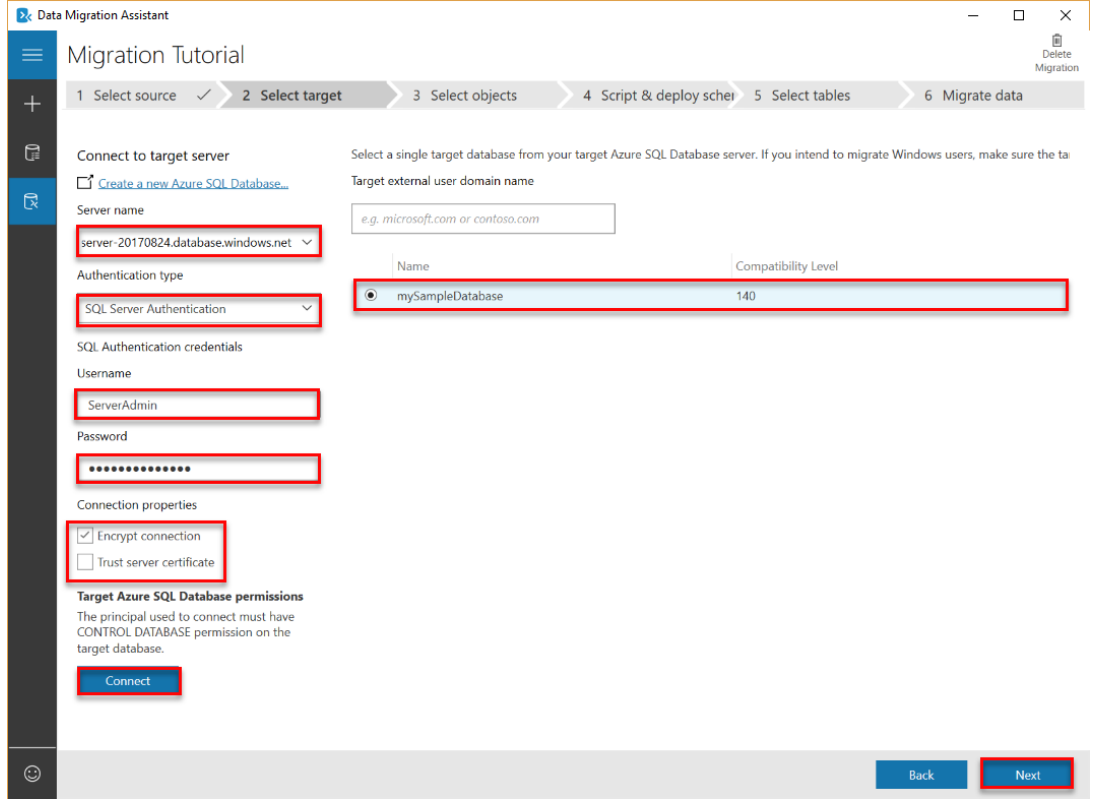 Data Migration Assistant
Migration Tutorial
Delete
Migration
1 Select source
2 Select target
3 Select objects
4 Script & deploy scher
5 Select tables
6 Migrate data
Connect to target server
Create a new Azure SQL Database...
Server name
server-20170824.database.windows.net
Authentication type
SQL Server Authentication
SQL Authentication credentials
Username
ServerAdmin
Password
Connection properties
Encrypt connection
Trust server certificate
Target Azure SQL Database permissions
The principal used to connect must have
CONTROL DATABASE permission on the
target database.
Connect
Select a single target database from your target Azure SQL Database server. If you intend to migrate Windows users, make sure the ta
Target external user domain name
e.g. microsoft.com or contoso.com
Name Compatibility Level
mySampleDatabase 140
Back
Next